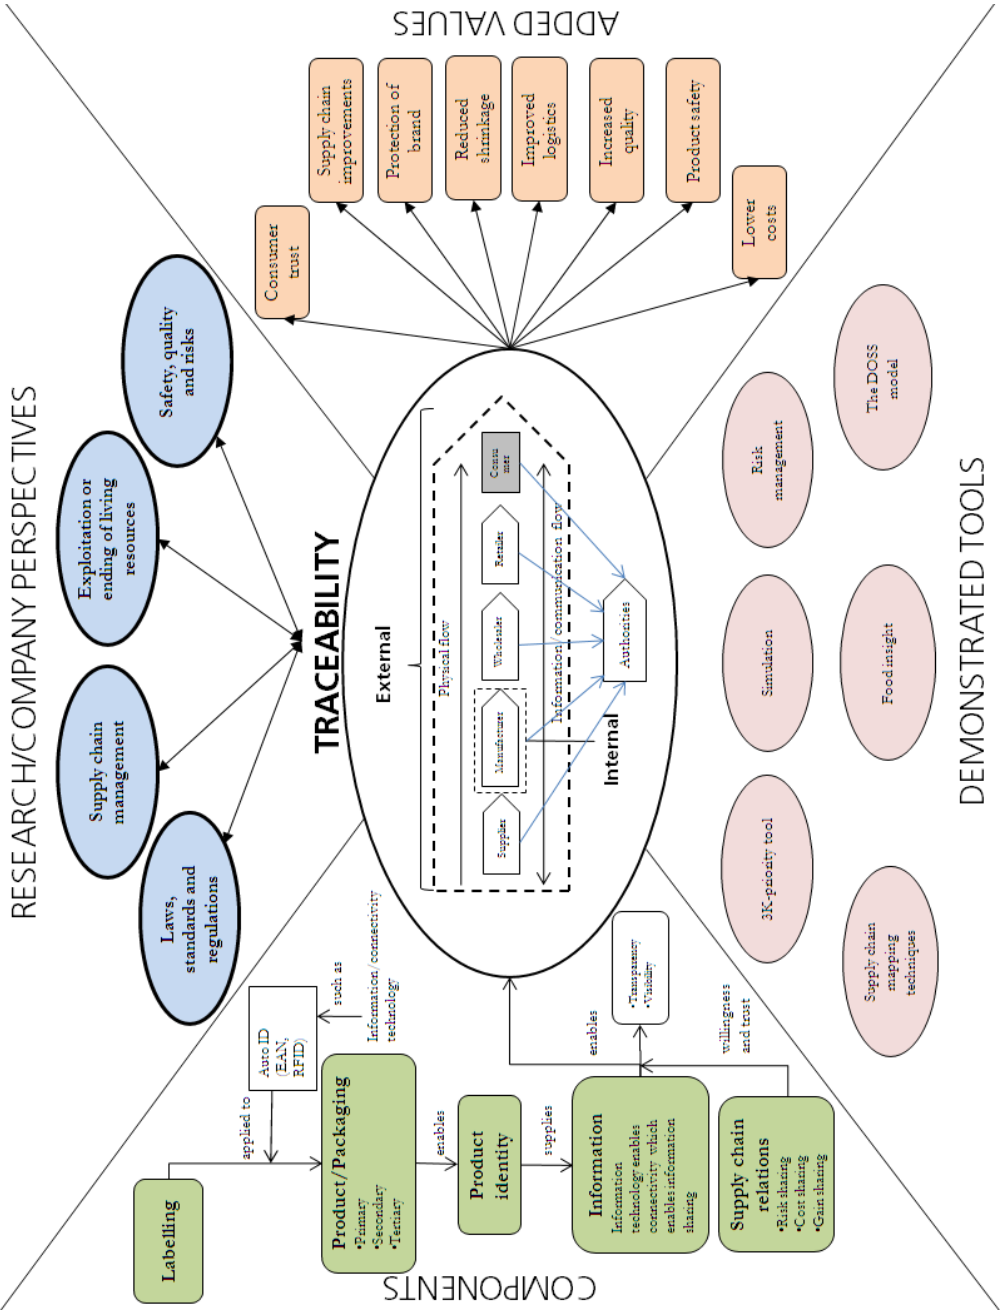 RESEARCH/COMPANY PERSPECTIVES
Laws,
standards and
regulations
Supply chain
management
Exploitation or
ending of living
resources
Safety, quality
and risks
COMPONENTS
Labelling
applied to
Auto ID
(EAN,
RFID)
such as
Information/connectivity
technology
Product/Packaging
•Primary
•Secondary
•Tertiary
enables
Product
identity
supplies
Information
Information
technology enables
connectivity which
enables information
sharing
enables
•Transparency
•Visibility
Supply chain
relations
•Risk sharing
•Cost sharing
•Gain sharing
willingness
and trust
TRACEABILITY
External
Physical flow
Supplier
Manufacturer
Wholesaler
Retailer
Consu
mer
Information/communication flow
Authorities
Internal
ADDED VALUES
Consumer
trust
Supply chain
improvements
Protection of
brand
Reduced
shrinkage
Improved
logistics
Increased
quality
Product safety
Lower
costs
3K-priority tool
Simulation
Risk
management
Supply chain
mapping
techniques
Food insight
The DOSS
model
DEMONSTRATED TOOLS